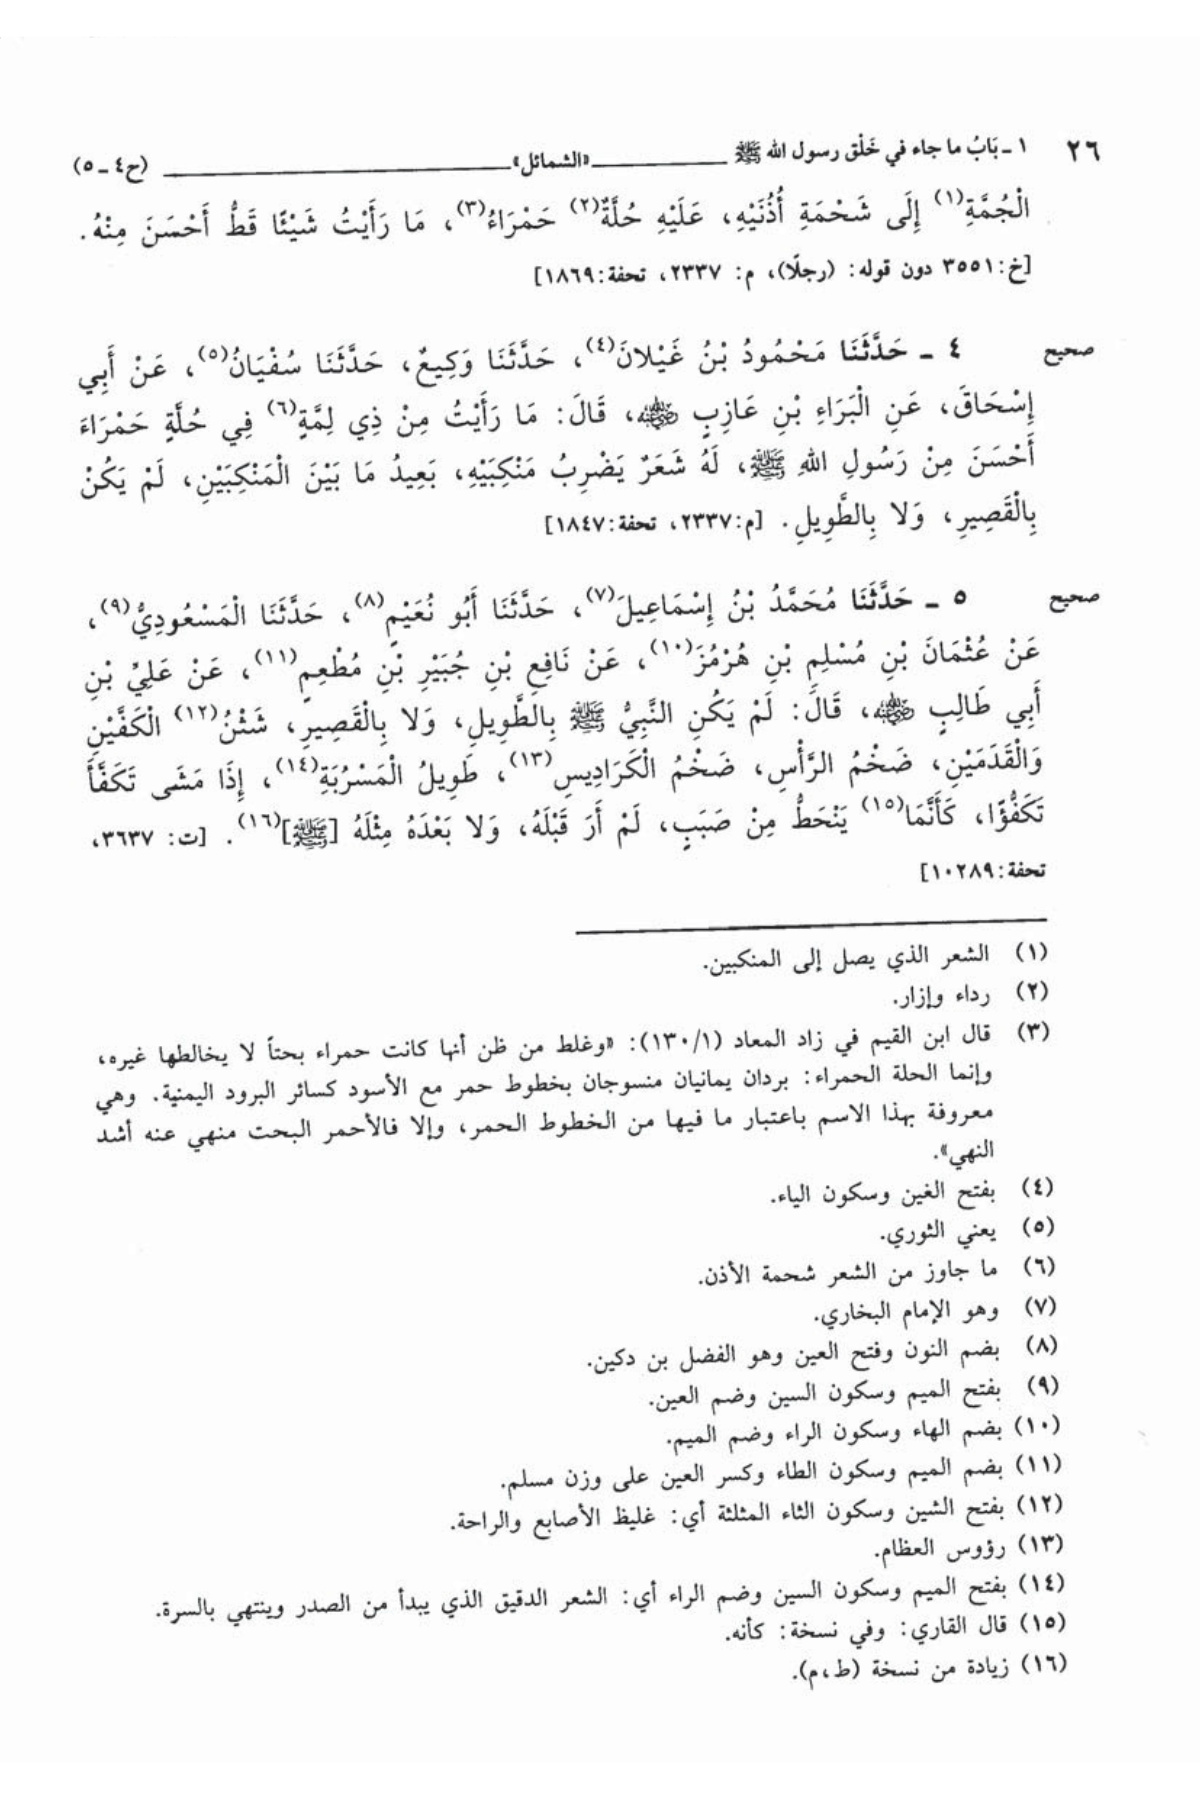 ٢٦ ١ ـ بَابُ ما جاء في خَلْق رسول الله ﷺ ــــــ «الشمائل» ــــــ (ح٤ ـ ٥)
الْجُمَّةِ(١) إِلَى شَحْمَةِ أُذُنَيْهِ، عَلَيْهِ حُلَّةٌ(٢) حَمْرَاءُ(٣)، مَا رَأَيْتُ شَيْئًا قَطُّ أَحْسَنَ مِنْهُ.
[خ:٣٥٥١ دون قوله: (رجلًا)، م: ٢٣٣٧، تحفة:١٨٦٩]
صحيح ٤ ـ حَدَّثَنَا مَحْمُودُ بْنُ غَيْلانَ(٤)، حَدَّثَنَا وَكِيعٌ، حَدَّثَنَا سُفْيَانُ(٥)، عَنْ أَبِي
إِسْحَاقَ، عَنِ الْبَرَاءِ بْنِ عَازِبٍ رضي الله عنه، قَالَ: مَا رَأَيْتُ مِنْ ذِي لِمَّةٍ(٦) فِي حُلَّةٍ حَمْرَاءَ
أَحْسَنَ مِنْ رَسُولِ اللهِ ﷺ، لَهُ شَعَرٌ يَضْرِبُ مَنْكِبَيْهِ، بَعِيدُ مَا بَيْنَ الْمَنْكِبَيْنِ، لَمْ يَكُنْ
بِالْقَصِيرِ، وَلا بِالطَّوِيلِ. [م:٢٣٣٧، تحفة:١٨٤٧]
صحيح ٥ ـ حَدَّثَنَا مُحَمَّدُ بْنُ إِسْمَاعِيلَ(٧)، حَدَّثَنَا أَبُو نُعَيْمٍ(٨)، حَدَّثَنَا الْمَسْعُودِيُّ(٩)،
عَنْ عُثْمَانَ بْنِ مُسْلِمِ بْنِ هُرْمُزَ(١٠)، عَنْ نَافِعِ بْنِ جُبَيْرِ بْنِ مُطْعِمٍ(١١)، عَنْ عَلِيِّ بْنِ
أَبِي طَالِبٍ رضي الله عنه، قَالَ: لَمْ يَكُنِ النَّبِيُّ ﷺ بِالطَّوِيلِ، وَلا بِالْقَصِيرِ، شَثْنُ(١٢) الْكَفَّيْنِ
وَالْقَدَمَيْنِ، ضَخْمُ الرَّأْسِ، ضَخْمُ الْكَرَادِيسِ(١٣)، طَوِيلُ الْمَسْرُبَةِ(١٤)، إِذَا مَشَى تَكَفَّأَ
تَكَفُّؤًا، كَأَنَّمَا(١٥) يَنْحَطُّ مِنْ صَبَبٍ، لَمْ أَرَ قَبْلَهُ، وَلا بَعْدَهُ مِثْلَهُ [ﷺ](١٦). [ت: ٣٦٣٧،
تحفة:١٠٢٨٩]
(١) الشعر الذي يصل إلى المنكبين.
(٢) رداء وإزار.
(٣) قال ابن القيم في زاد المعاد (١/ ١٣٠): «وغلط من ظن أنها كانت حمراء بحتاً لا يخالطها غيره،
وإنما الحلة الحمراء: بردان يمانيان منسوجان بخطوط حمر مع الأسود كسائر البرود اليمنية. وهي
معروفة بهذا الاسم باعتبار ما فيها من الخطوط الحمر، وإلا فالأحمر البحت منهي عنه أشد
النهي».
(٤) بفتح الغين وسكون الياء.
(٥) يعني الثوري.
(٦) ما جاوز من الشعر شحمة الأذن.
(٧) وهو الإمام البخاري.
(٨) بضم النون وفتح العين وهو الفضل بن دكين.
(٩) بفتح الميم وسكون السين وضم العين.
(١٠) بضم الهاء وسكون الراء وضم الميم.
(١١) بضم الميم وسكون الطاء وكسر العين على وزن مسلم.
(١٢) بفتح الشين وسكون الثاء المثلثة أي: غليظ الأصابع والراحة.
(١٣) رؤوس العظام.
(١٤) بفتح الميم وسكون السين وضم الراء أي: الشعر الدقيق الذي يبدأ من الصدر وينتهي بالسرة.
(١٥) قال القاري: وفي نسخة: كأنه.
(١٦) زيادة من نسخة (ط،م).